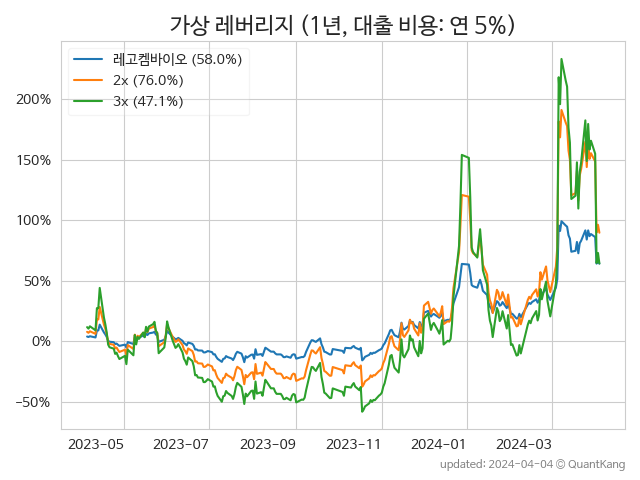 가상 레버리지 (1년, 대출 비용: 연 5%)
레고켐바이오 (58.0%)
2x (76.0%)
3x (47.1%)
200%
150%
100%
50%
0%
−50%
2023-05 2023-07 2023-09 2023-11 2024-01 2024-03
updated: 2024-04-04 © QuantKang